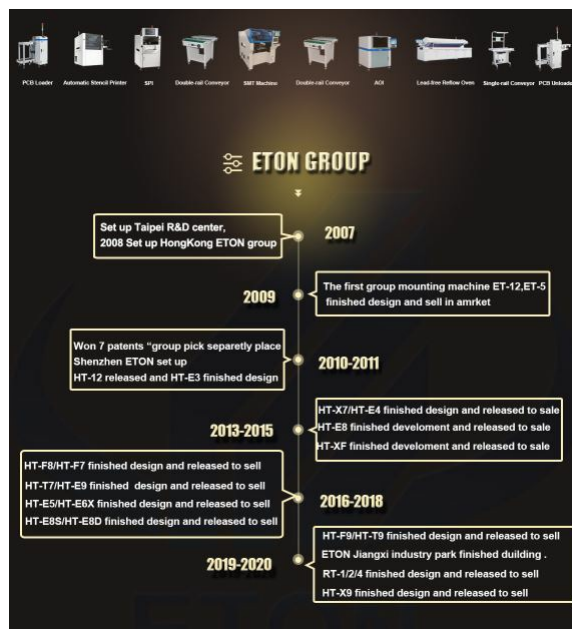 PCB Loader
Automatic Stencil Printer
SPI
Double-rail Conveyor
SMT Machine
Double-rail Conveyor
AOI
Lead-free Reflow Oven
Single-rail Conveyor
PCB Unloade
ETON GROUP
Set up Taipei R&D center,
2008 Set up HongKong ETON group
2007
2009
The first group mounting machine ET-12,ET-5
finished design and sell in amrket
Won 7 patents “group pick separetly place
Shenzhen ETON set up
HT-12 released and HT-E3 finished design
2010-2011
2013-2015
HT-X7/HT-E4 finished design and released to sale
HT-E8 finished develoment and released to sale
HT-XF finished develoment and released to sale
HT-F8/HT-F7 finished design and released to sell
HT-T7/HT-E9 finished design and released to sell
HT-E5/HT-E6X finished design and released to sell
HT-E8S/HT-E8D finished design and released to sell
2016-2018
2019-2020
HT-F9/HT-T9 finished design and released to sell
ETON Jiangxi industry park finished duilding .
RT-1/2/4 finished design and released to sell
HT-X9 finished design and released to sell
ETON